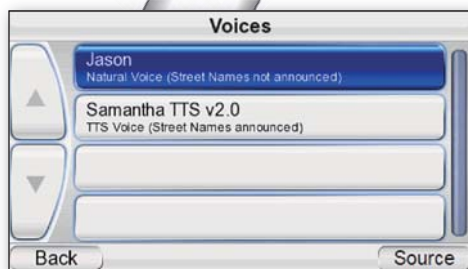 Voices
Jason
Natural Voice (Street Names not announced)
Samantha TTS v2.0
TTS Voice (Street Names announced)
Back
Source